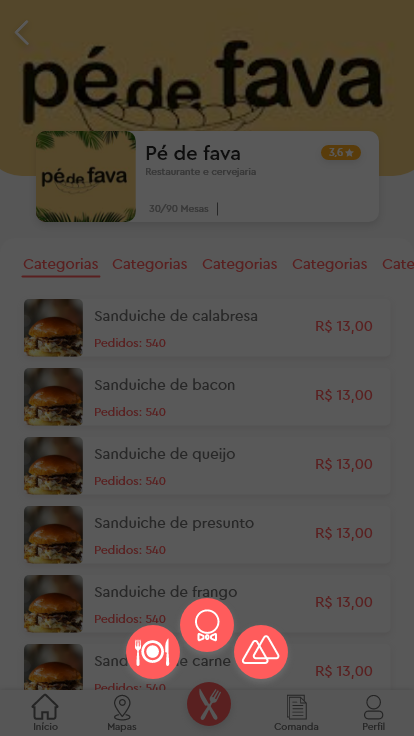 pé de fava
pé de fava
Pé de fava
3,6
Restaurante e cervejaria
30/90 Mesas
Categorias Categorias Categorias Categorias Cate
Sanduiche de calabresa
R$ 13,00
Pedidos: 540
Sanduiche de bacon
R$ 13,00
Pedidos: 540
Sanduiche de queijo
R$ 13,00
Pedidos: 540
Sanduiche de presunto
R$ 13,00
Pedidos: 540
Sanduiche de frango
R$ 13,00
Pedidos: 540
Sand e carne
R$ 13,00
Pedidos: 540
Início Mapas Comanda Perfil